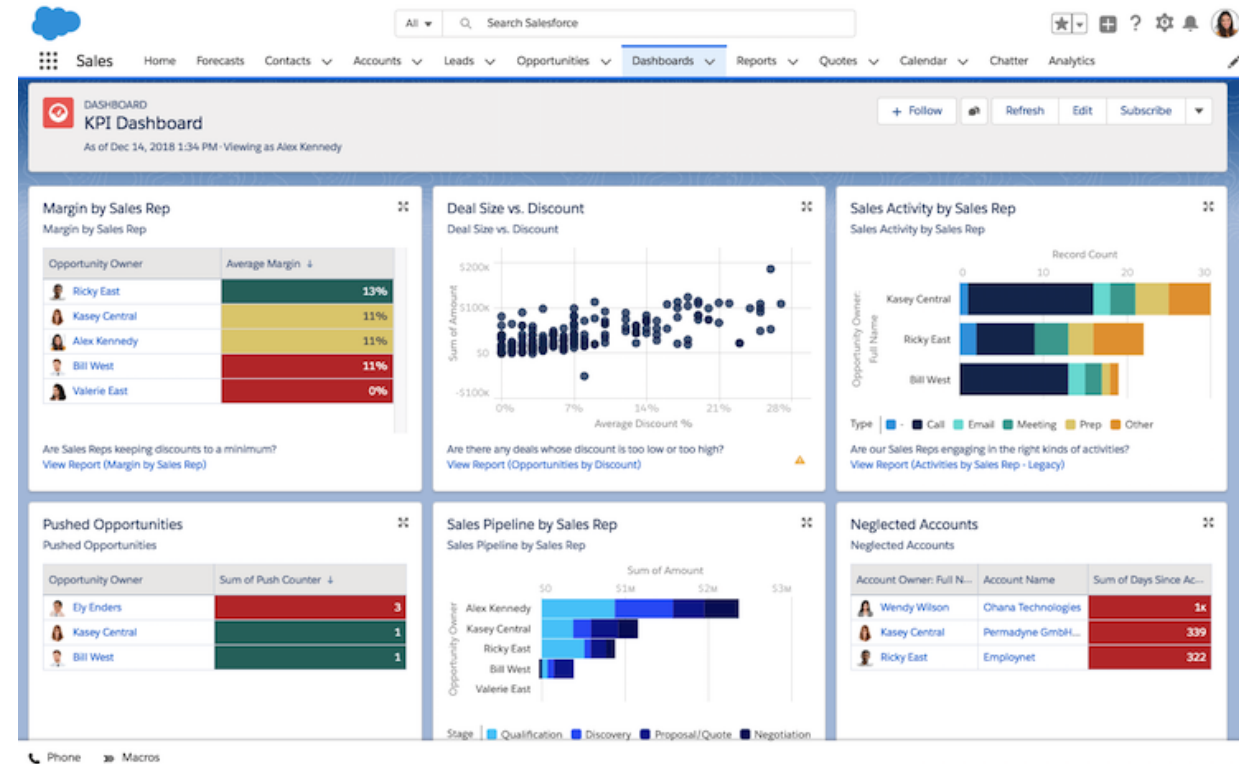 All
Search Salesforce
Sales
Home
Forecasts
Contacts
Accounts
Leads
Opportunities
Dashboards
Reports
Quotes
Calendar
Chatter
Analytics
DASHBOARD
KPI Dashboard
As of Dec 14, 2018 1:34 PM·Viewing as Alex Kennedy
+ Follow
Refresh
Edit
Subscribe
Margin by Sales Rep
Margin by Sales Rep
Opportunity Owner Average Margin ↓
Ricky East 13%
Kasey Central 11%
Alex Kennedy 11%
Bill West 11%
Valerie East 0%
Are Sales Reps keeping discounts to a minimum?
View Report (Margin by Sales Rep)
Deal Size vs. Discount
Deal Size vs. Discount
Sum of Amount
$200K
$100K
$0
-$100K
0% 7% 14% 21% 28%
Average Discount %
Are there any deals whose discount is too low or too high?
View Report (Opportunities by Discount)
Sales Activity by Sales Rep
Sales Activity by Sales Rep
Record Count
0 10 20 30
Opportunity Owner:
Full Name
Kasey Central
Ricky East
Bill West
Type - Call Email Meeting Prep Other
Are our Sales Reps engaging in the right kinds of activities?
View Report (Activities by Sales Rep - Legacy)
Pushed Opportunities
Pushed Opportunities
Opportunity Owner Sum of Push Counter ↓
Ely Enders 3
Kasey Central 1
Bill West 1
Sales Pipeline by Sales Rep
Sales Pipeline by Sales Rep
Sum of Amount
$0 $1M $2M $3M
Opportunity Owner
Alex Kennedy
Kasey Central
Ricky East
Bill West
Valerie East
Stage Qualification Discovery Proposal/Quote Negotiation
Neglected Accounts
Neglected Accounts
Account Owner: Full N... Account Name Sum of Days Since Ac...
Wendy Wilson Ohana Technologies 1K
Kasey Central Permadyne GmbH... 339
Ricky East Employnet 322
Phone
Macros